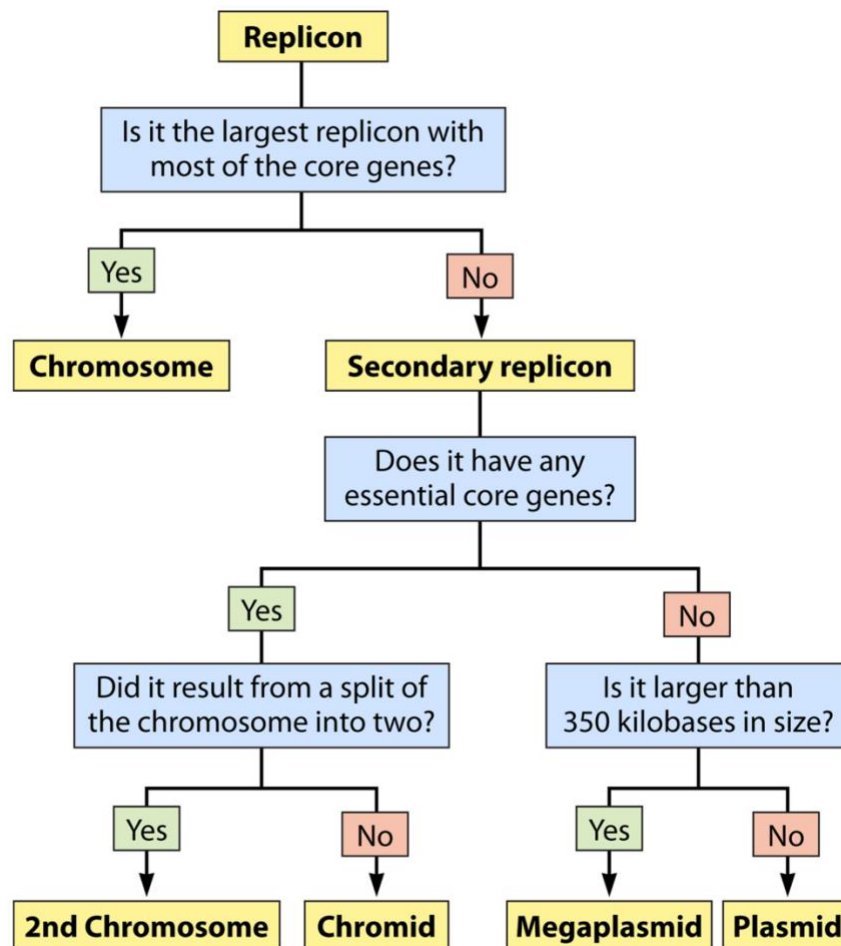 Replicon
Is it the largest replicon with
most of the core genes?
Yes
No
Chromosome
Secondary replicon
Does it have any
essential core genes?
Yes
No
Did it result from a split of
the chromosome into two?
Is it larger than
350 kilobases in size?
Yes
No
Yes
No
2nd Chromosome
Chromid
Megaplasmid
Plasmid